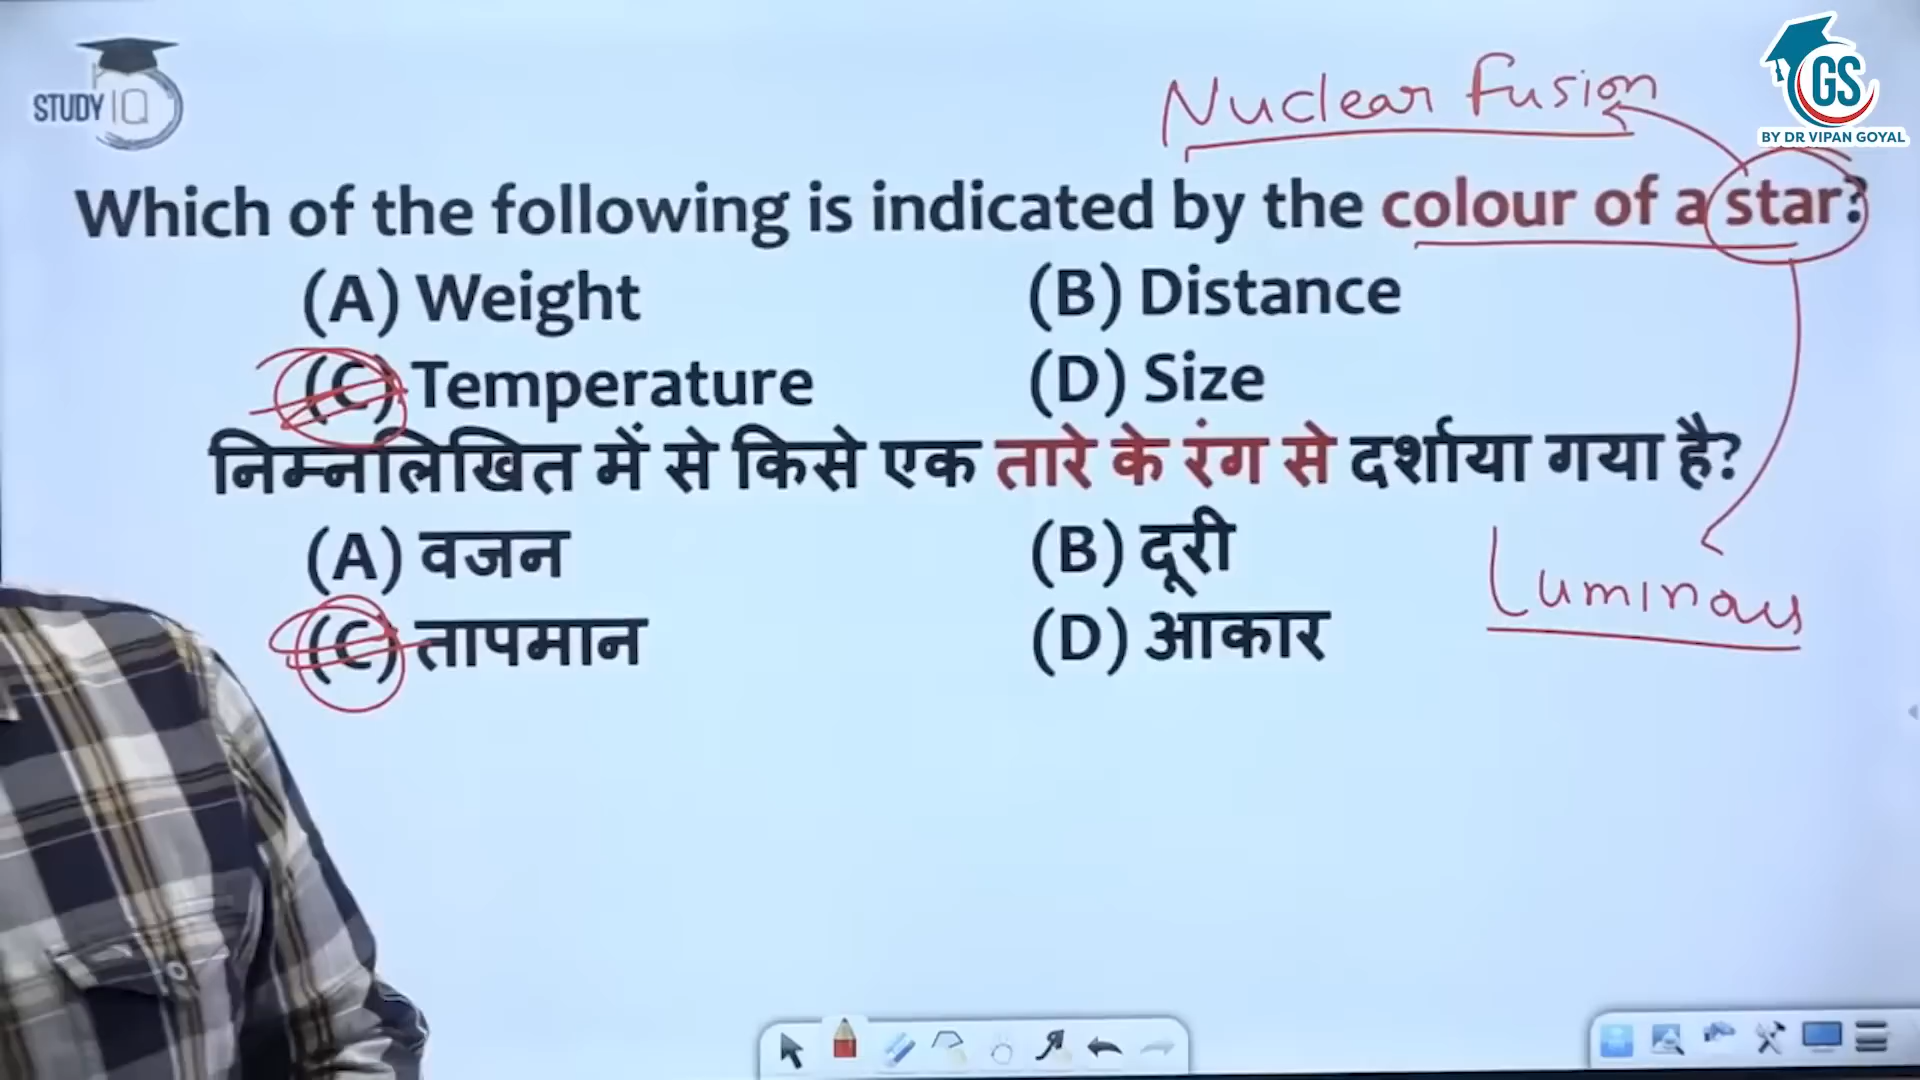 STUDY IQ
GS
BY DR VIPAN GOYAL
Nuclear fusion
Which of the following is indicated by the colour of a star?
(A) Weight (B) Distance
(C) Temperature (D) Size
निम्नलिखित में से किसे एक तारे के रंग से दर्शाया गया है?
(A) वजन (B) दूरी
(C) तापमान (D) आकार
Luminous